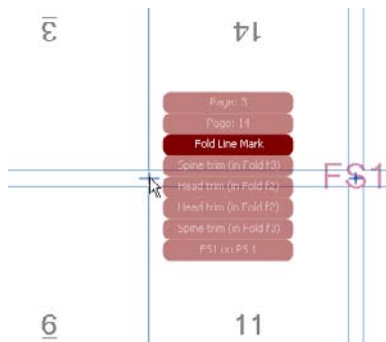 3 14
Page: 3
Page: 14
Fold Line Mark
Spine trim (in Fold f3)
Head trim (in Fold f2)
Head trim (in Fold f2)
Spine trim (in Fold f3)
FS1 on PS 1
FS1
6 11